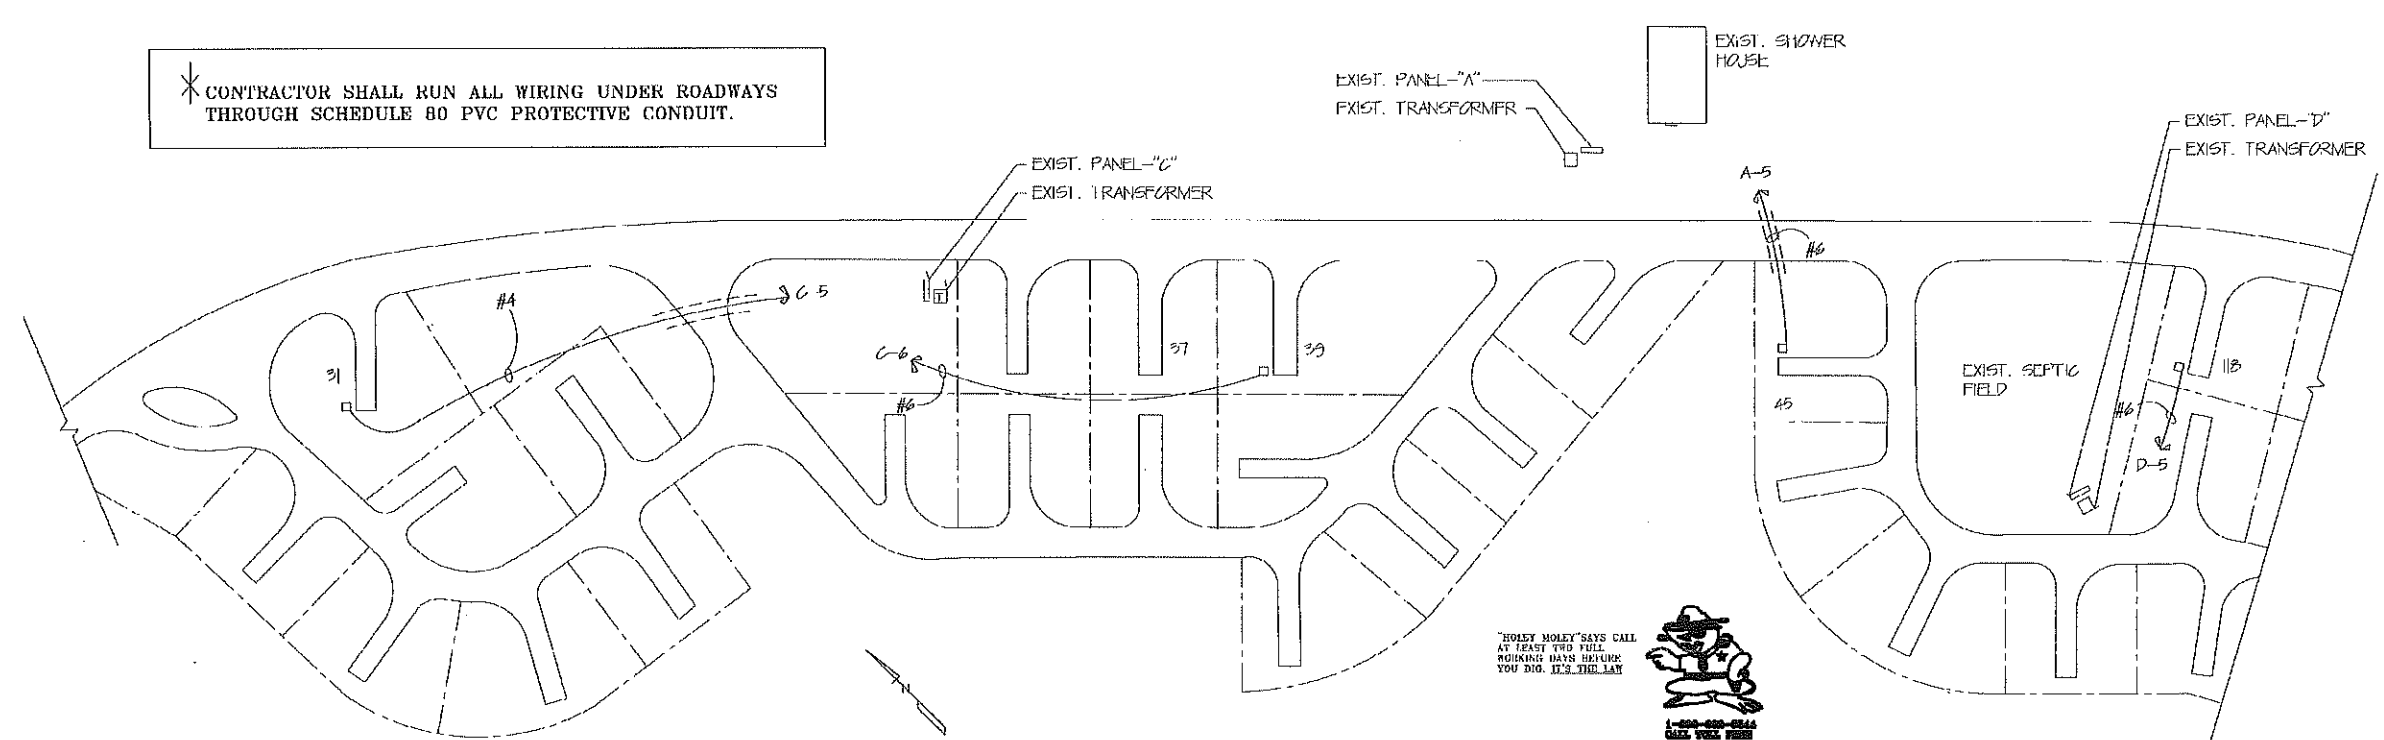 CONTRACTOR SHALL RUN ALL WIRING UNDER ROADWAYS
THROUGH SCHEDULE 80 PVC PROTECTIVE CONDUIT.
EXIST. SHOWER
HOUSE
EXIST. PANEL-"A"
EXIST. TRANSFORMER
EXIST. PANEL-"D"
EXIST. TRANSFORMER
EXIST. PANEL-"C"
EXIST. TRANSFORMER
A-5
#6
#4
C-5
T
31
C-6
#6
37
39
45
EXIST. SEPTIC
FIELD
118
#6
D-5
N
"HOLEY MOLEY" SAYS CALL
AT LEAST TWO FULL
WORKING DAYS BEFORE
YOU DIG. IT'S THE LAW
CALL TOLL FREE